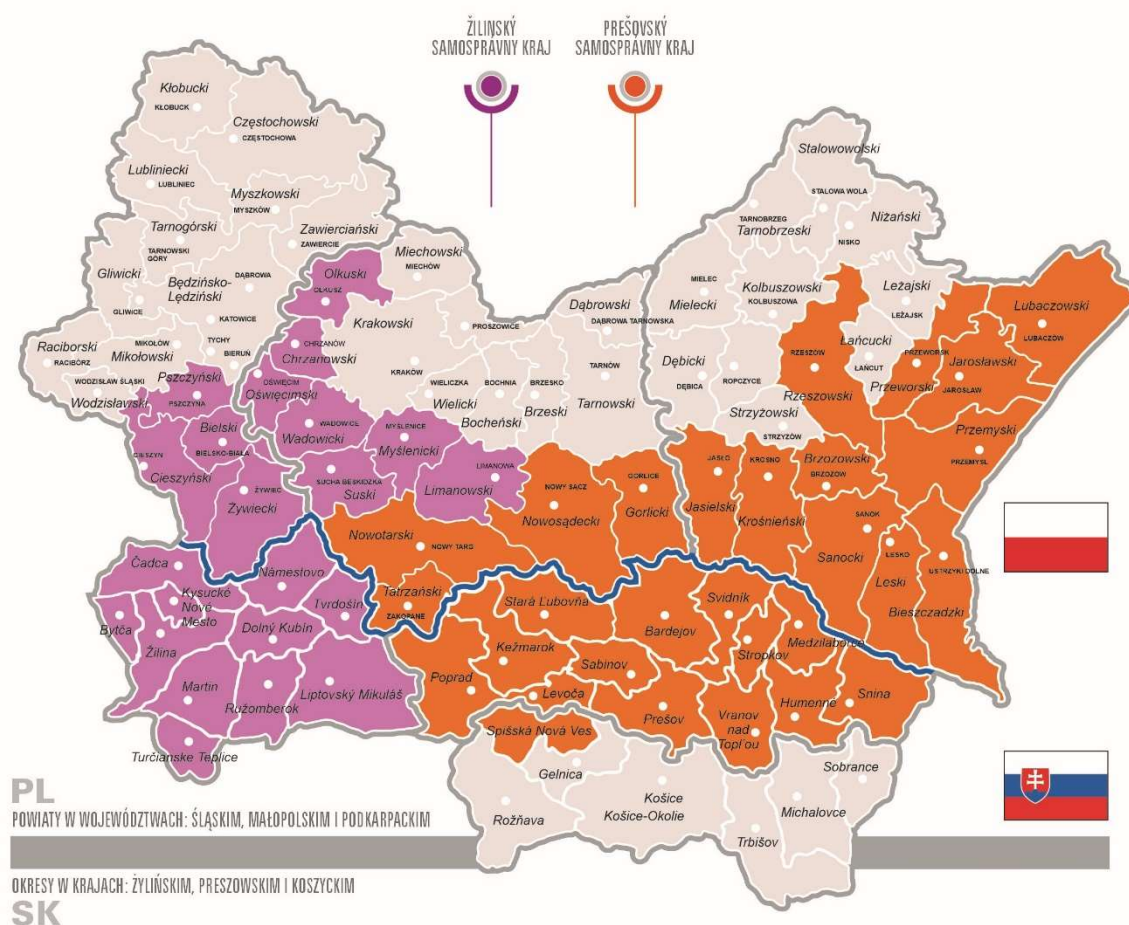 ŽILINSKÝ
SAMOSPRÁVNY KRAJ
PREŠOVSKÝ
SAMOSPRÁVNY KRAJ
Kłobucki
KŁOBUCK
Częstochowski
CZĘSTOCHOWA
Lubliniecki
LUBLINIEC
Myszkowski
MYSZKÓW
Tarnogórski
TARNOWSKI
GÓRY
Zawierciański
ZAWIERCIE
Gliwicki
GLIWICE
Będzińsko-
Lędziński
DĄBROWA
KATOWICE
Raciborski
RACIBÓRZ
MIKOŁÓW
Mikołowski
TYCHY
BIERUŃ
WODZISŁAW ŚLĄSKI
Wodzisławski
Pszczyński
PSZCZYNA
Bielski
BIELSKO-BIAŁA
CIESZYN
Cieszyński
ŻYWIEC
Żywiecki
Olkuski
OLKUSZ
Miechowski
MIECHÓW
Krakowski
KRAKÓW
PROSZOWICE
CHRZANÓW
Chrzanowski
OŚWIĘCIM
Oświęcimski
WADOWICE
Wadowicki
MYŚLENICE
Myślenicki
SUCHA BESKIDZKA
Suski
LIMANOWA
Limanowski
WIELICZKA
Wielicki
BOCHNIA
Bocheński
BRZESKO
Brzeski
Dąbrowski
DĄBROWA TARNOWSKA
TARNÓW
Tarnowski
Nowotarski
NOWY TARG
Tatrzański
ZAKOPANE
NOWY SĄCZ
Nowosądecki
GORLICE
Gorlicki
Stalowowolski
STALOWA WOLA
TARNOBRZEG
Tarnobrzeski
Niżański
NISKO
MIELEC
Mielecki
Kolbuszowski
KOLBUSZOWA
Leżajski
LEŻAJSK
Dębicki
DĘBICA
ROPCZYCE
Strzyżowski
STRZYŻÓW
RZESZÓW
Rzeszowski
Łańcucki
ŁAŃCUT
PRZEWORSK
Przeworski
Lubaczowski
LUBACZÓW
Jarosławski
JAROSŁAW
Przemyski
PRZEMYŚL
JASŁO
Jasielski
KROSNO
Krośnieński
Brzozowski
BRZOZÓW
SANOK
Sanocki
LESKO
Leski
USTRZYKI DOLNE
Bieszczadzki
Čadca
Kysucké
Nové
Mesto
Bytča
Žilina
Námestovo
Tvrdošín
Dolný Kubín
Martin
Ružomberok
Liptovský Mikuláš
Turčianske Teplice
Stará Ľubovňa
Kežmarok
Poprad
Levoča
Sabinov
Bardejov
Prešov
Svidník
Stropkov
Medzilaborce
Vranov
nad
Topľou
Humenné
Snina
Spišská Nová Ves
Gelnica
Rožňava
Košice
Košice-Okolie
Trbišov
Michalovce
Sobrance
PL
POWIATY W WOJEWÓDZTWACH: ŚLĄSKIM, MAŁOPOLSKIM I PODKARPACKIM
OKRESY W KRAJACH: ŻYLIŃSKIM, PRESZOWSKIM I KOSZYCKIM
SK